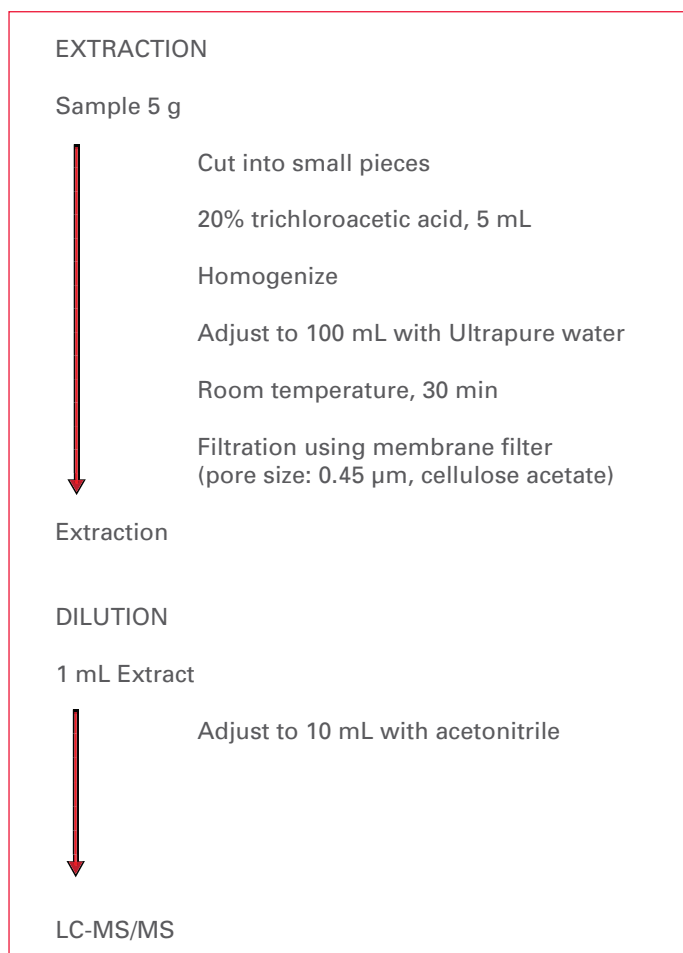 EXTRACTION
Sample 5 g
Cut into small pieces
20% trichloroacetic acid, 5 mL
Homogenize
Adjust to 100 mL with Ultrapure water
Room temperature, 30 min
Filtration using membrane filter
(pore size: 0.45 µm, cellulose acetate)
Extraction
DILUTION
1 mL Extract
Adjust to 10 mL with acetonitrile
LC-MS/MS